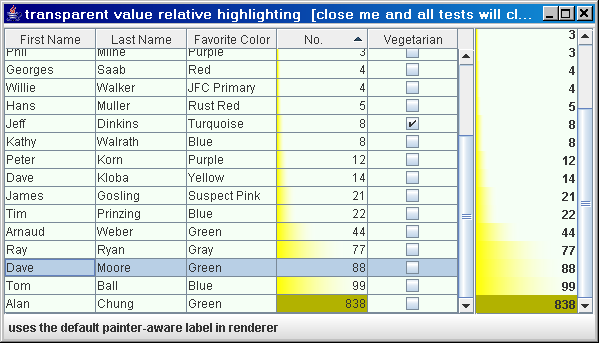 transparent value relative highlighting [close me and all tests will cl...
First Name Last Name Favorite Color No. Vegetarian
Phil Milne Purple 3 3
Georges Saab Red 4 3
Willie Walker JFC Primary 4 4
Hans Muller Rust Red 5 4
Jeff Dinkins Turquoise 8 5
Kathy Walrath Blue 8 8
Peter Korn Purple 12 8
Dave Kloba Yellow 14 12
James Gosling Suspect Pink 21 14
Tim Prinzing Blue 22 21
Arnaud Weber Green 44 22
Ray Ryan Gray 77 44
Dave Moore Green 88 77
Tom Ball Blue 99 88
Alan Chung Green 838 99
838
uses the default painter-aware label in renderer